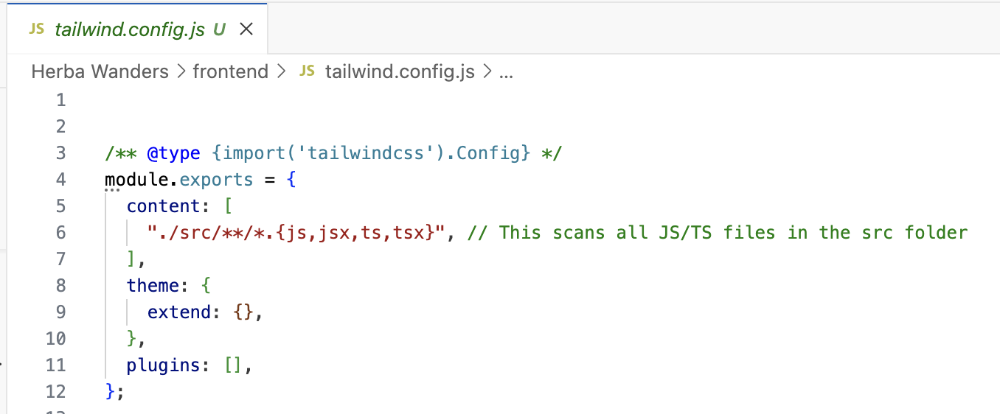 JS tailwind.config.js U ×
Herba Wanders > frontend > JS tailwind.config.js > ...
1
2
3 /** @type {import('tailwindcss').Config} */
4 module.exports = {
5   content: [
6     "./src/**/*.{js,jsx,ts,tsx}", // This scans all JS/TS files in the src folder
7   ],
8   theme: {
9     extend: {},
10   },
11   plugins: [],
12 };